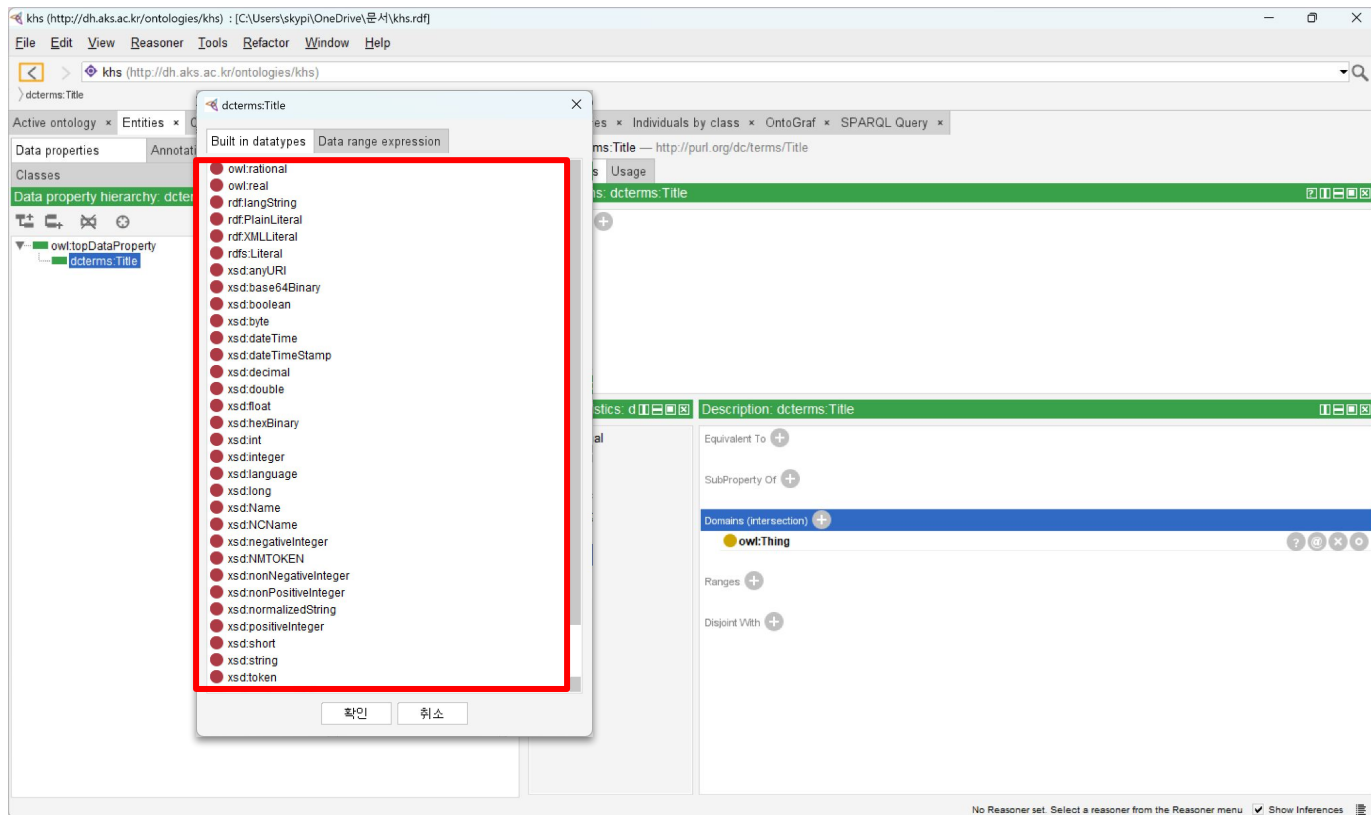 khs (http://dh.aks.ac.kr/ontologies/khs) : [C:\Users\skypi\OneDrive\문서\khs.rdf]
File Edit View Reasoner Tools Refactor Window Help
khs (http://dh.aks.ac.kr/ontologies/khs)
dcterms:Title
Active ontology × Entities × es × Individuals by class × OntoGraf × SPARQL Query ×
Data properties Annotati
Classes
Data property hierarchy: dcter
owl:topDataProperty
dcterms:Title
dcterms:Title
Built in datatypes Data range expression
owl:rational
owl:real
rdf:langString
rdf:PlainLiteral
rdf:XMLLiteral
rdfs:Literal
xsd:anyURI
xsd:base64Binary
xsd:boolean
xsd:byte
xsd:dateTime
xsd:dateTimeStamp
xsd:decimal
xsd:double
xsd:float
xsd:hexBinary
xsd:int
xsd:integer
xsd:language
xsd:long
xsd:Name
xsd:NCName
xsd:negativeInteger
xsd:NMTOKEN
xsd:nonNegativeInteger
xsd:nonPositiveInteger
xsd:normalizedString
xsd:positiveInteger
xsd:short
xsd:string
xsd:token
확인 취소
ms:Title — http://purl.org/dc/terms/Title
s Usage
ns: dcterms:Title
stics: d
al
Description: dcterms:Title
Equivalent To
SubProperty Of
Domains (intersection)
owl:Thing
Ranges
Disjoint With
No Reasoner set. Select a reasoner from the Reasoner menu Show Inferences